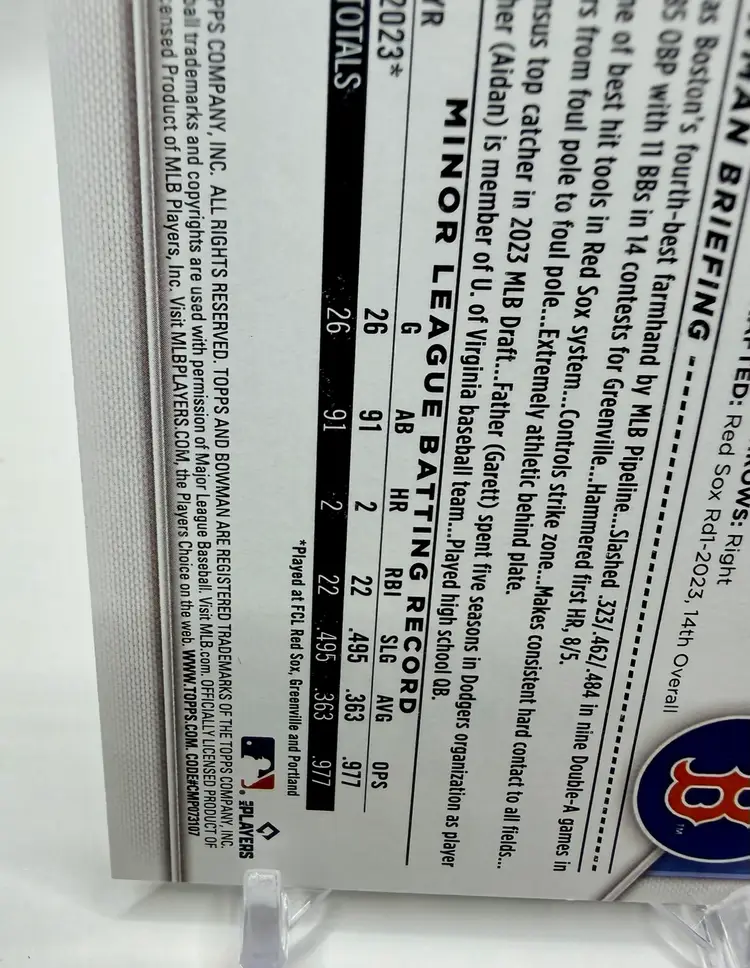 ROWS: Right
AFTED: Red Sox Rd1-2023, 14th Overall
MAN BRIEFING
as Boston's fourth-best farmhand by MLB Pipeline...Slashed .323/.462/.484 in nine Double-A games in
85 OBP with 11 BBs in 14 contests for Greenville...Hammered first HR, 8/5.
ne of best hit tools in Red Sox system...Controls strike zone...Makes consistent hard contact to all fields...
rs from foul pole to foul pole...Extremely athletic behind plate.
nsus top catcher in 2023 MLB Draft...Father (Garett) spent five seasons in Dodgers organization as player
her (Aidan) is member of U. of Virginia baseball team...Played high school QB.
MINOR LEAGUE BATTING RECORD
YR G AB HR RBI SLG AVG OPS
2023* 26 91 2 22 .495 .363 .977
TOTALS 26 91 2 22 .495 .363 .977
*Played at FCL Red Sox, Greenville and Portland
PPS COMPANY, INC. ALL RIGHTS RESERVED. TOPPS AND BOWMAN ARE REGISTERED TRADEMARKS OF THE TOPPS COMPANY, INC.
ball trademarks and copyrights are used with permission of Major League Baseball. Visit MLB.com. OFFICIALLY LICENSED PRODUCT OF
censed Product of MLB Players, Inc. Visit MLBPLAYERS.COM, the Players Choice on the web. WWW.TOPPS.COM. CODE#CMP073107
MLB PLAYERS
B
TM